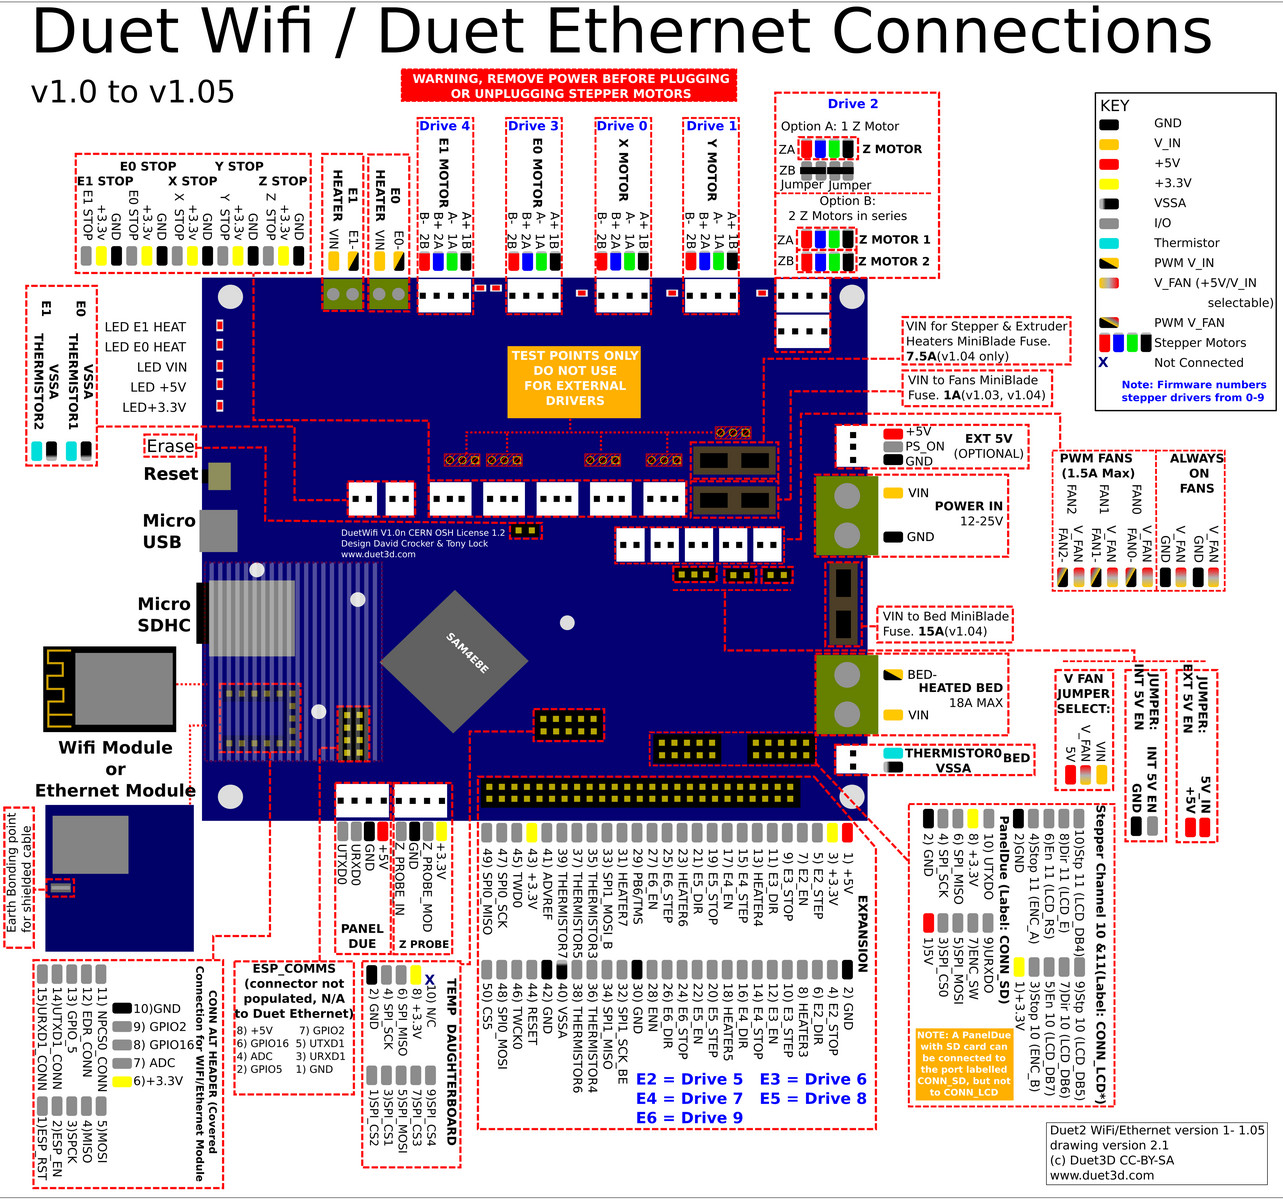 Duet Wifi / Duet Ethernet Connections
v1.0 to v1.05
WARNING, REMOVE POWER BEFORE PLUGGING
OR UNPLUGGING STEPPER MOTORS
E0 STOP
Y STOP
E1 STOP
X STOP
Z STOP
E1 STOP
+3.3v
GND
E0 STOP
+3.3v
GND
X STOP
+3.3v
GND
Y STOP
+3.3v
GND
Z STOP
+3.3v
GND
E1
HEATER
VIN
E1-
E0
HEATER
VIN
E0-
Drive 4
E1 MOTOR
B- 2B
B+ 2A
A- 1A
A+ 1B
Drive 3
E0 MOTOR
B- 2B
B+ 2A
A- 1A
A+ 1B
Drive 0
X MOTOR
B- 2B
B+ 2A
A- 1A
A+ 1B
Drive 1
Y MOTOR
B- 2B
B+ 2A
A- 1A
A+ 1B
Drive 2
Option A: 1 Z Motor
ZA
Z MOTOR
ZB
Jumper Jumper
Option B:
2 Z Motors in series
ZA
Z MOTOR 1
ZB
Z MOTOR 2
KEY
GND
V_IN
+5V
+3.3V
VSSA
I/O
Thermistor
PWM V_IN
V_FAN (+5V/V_IN
selectable)
PWM V_FAN
Stepper Motors
X
Not Connected
Note: Firmware numbers
stepper drivers from 0-9
E1
THERMISTOR2
VSSA
E0
THERMISTOR1
VSSA
LED E1 HEAT
LED E0 HEAT
LED VIN
LED +5V
LED+3.3V
Erase
Reset
Micro
USB
Micro
SDHC
TEST POINTS ONLY
DO NOT USE
FOR EXTERNAL
DRIVERS
VIN for Stepper & Extruder
Heaters MiniBlade Fuse.
7.5A(v1.04 only)
VIN to Fans MiniBlade
Fuse. 1A(v1.03, v1.04)
+5V
PS_ON
GND
EXT 5V
(OPTIONAL)
VIN
POWER IN
12-25V
GND
PWM FANS
(1.5A Max)
ALWAYS
ON
FANS
FAN2
FAN1
FAN0
FAN2-
V_FAN
FAN1-
V_FAN
FAN0-
V_FAN
GND
V_FAN
GND
V_FAN
DuetWifi V1.0n CERN OSH License 1.2
Design David Crocker & Tony Lock
www.duet3d.com
SAM4E8E
VIN to Bed MiniBlade
Fuse. 15A(v1.04)
BED-
HEATED BED
18A MAX
VIN
THERMISTOR0
VSSA
BED
V FAN
JUMPER
SELECT:
5V
V_FAN
VIN
JUMPER:
INT 5V EN
GND
INT 5V EN
JUMPER:
EXT 5V EN
+5V
5V_IN
Wifi Module
or
Ethernet Module
Earth Bonding point
for shielded cable
UTXD0
URXD0
GND
+5V
PANEL
DUE
Z_PROBE_IN
GND
Z_PROBE_MOD
+3.3V
Z PROBE
EXPANSION
49) SPI0_MISO
47) SPI0_SCK
45) TWD0
43) +3.3V
41) ADVREF
39) THERMISTOR7
37) THERMISTOR5
35) THERMISTOR3
33) SPI1_MOSI_B
31) HEATER7
29) PB6/TMS
27) E6_EN
25) E6_STEP
23) HEATER6
21) E5_DIR
19) E5_STOP
17) E4_EN
15) E4_STEP
13) HEATER4
11) E3_DIR
9) E3_STOP
7) E2_EN
5) E2_STEP
3) +3.3V
1) +5V
50) CS5
48) SPI0_MOSI
46) TWCK0
44) RESET
42) GND
40) VSSA
38) THERMISTOR6
36) THERMISTOR4
34) SPI1_MISO
32) SPI1_SCK_BE
30) GND
28) ENN
26) E6_DIR
24) E6_STOP
22) E5_EN
20) E5_STEP
18) HEATER5
16) E4_DIR
14) E4_STOP
12) E3_EN
10) E3_STEP
8) HEATER3
6) E2_DIR
4) E2_STOP
2) GND
E2 = Drive 5
E3 = Drive 6
E4 = Drive 7
E5 = Drive 8
E6 = Drive 9
Stepper Channel 10 &11(Label: CONN_LCD*)
10)Stp 11 (LCD_DB4)
8)Dir 11 (LCD_E)
6)En 11 (LCD_RS)
4)Stop 11 (ENC_A)
2)GND
9)Stp 10 (LCD_DB5)
7)Dir 10 (LCD_DB6)
5)En 10 (LCD_DB7)
3)Stop 10 (ENC_B)
1)+3.3V
PanelDue (Label: CONN_SD)
10) UTXD0
8) +3.3V
6) SPI_MISO
4) SPI_SCK
2) GND
9)URXD0
7)ENC_SW
5)SPI_MOSI
3)SPI_CS0
1)5V
NOTE: A PanelDue
with SD card can
be connected to
the port labelled
CONN_SD, but not
to CONN_LCD
CONN ALT HEADER (Covered
Connection for WIFI/Ethernet Module
15)URXD1_CONN
14)UTXD1_CONN
13) GPIO_5
12) EDR_CONN
11) NPCS0_CONN
10)GND
9) GPIO2
8) GPIO16
7) ADC
6)+3.3V
1)ESP_RST
2)ESP_EN
3)SPCK
4)MISO
5)MOSI
ESP_COMMS
(connector not
populated, N/A
to Duet Ethernet)
8) +5V
7) GPIO2
6) GPIO16
5) UTXD1
4) ADC
3) URXD1
2) GPIO5
1) GND
TEMP DAUGHTERBOARD
2) GND
4) SPI_SCK
6) SPI_MISO
8) +3.3V
X
10) N/C
1)SPI_CS2
3)SPI_CS1
5)SPI_MOSI
7)SPI_CS3
9)SPI_CS4
Duet2 WiFi/Ethernet version 1- 1.05
drawing version 2.1
(c) Duet3D CC-BY-SA
www.duet3d.com